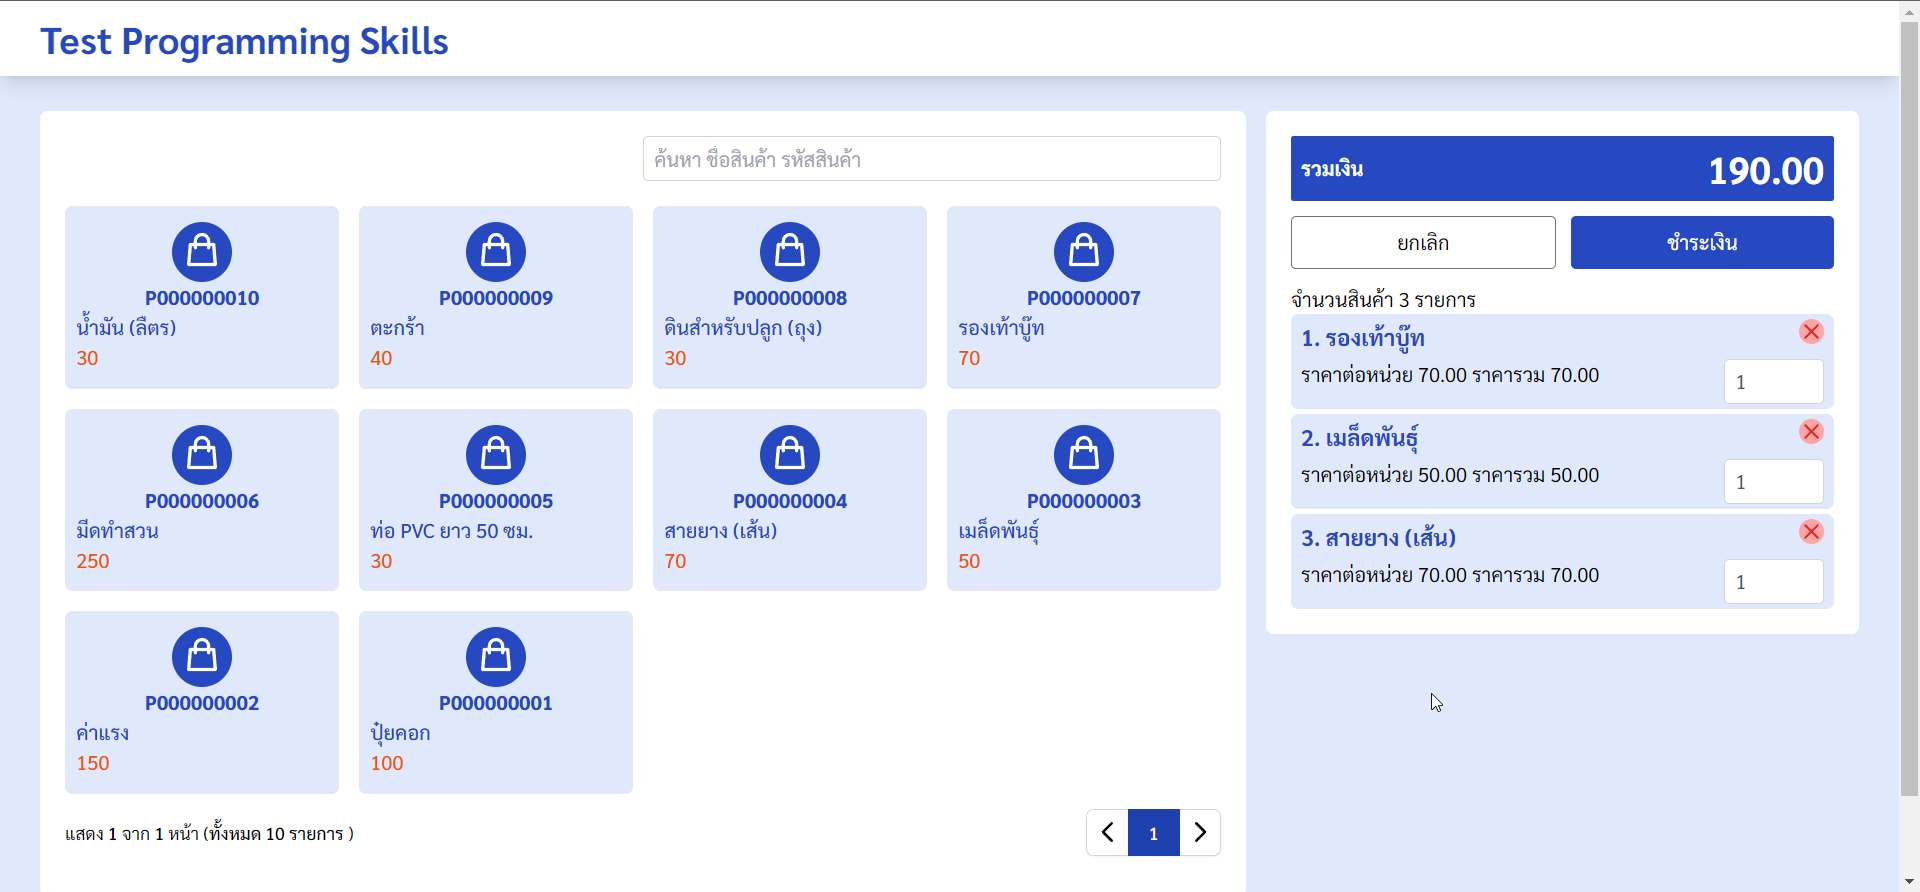 Test Programming Skills
ค้นหา ชื่อสินค้า รหัสสินค้า
P000000010
น้ำมัน (ลืตร)
30
P000000009
ตะกร้า
40
P000000008
ดินสำหรับปลูก (ถุง)
30
P000000007
รองเท้าบู๊ท
70
P000000006
มีดทำสวน
250
P000000005
ท่อ PVC ยาว 50 ซม.
30
P000000004
สายยาง (เส้น)
70
P000000003
เมล็ดพันธุ์
50
P000000002
ค่าแรง
150
P000000001
ปุ๋ยคอก
100
แสดง 1 จาก 1 หน้า (ทั้งหมด 10 รายการ )
1
รวมเงิน 190.00
ยกเลิก ชำระเงิน
จำนวนสินค้า 3 รายการ
1. รองเท้าบู๊ท
ราคาต่อหน่วย 70.00 ราคารวม 70.00
1
2. เมล็ดพันธุ์
ราคาต่อหน่วย 50.00 ราคารวม 50.00
1
3. สายยาง (เส้น)
ราคาต่อหน่วย 70.00 ราคารวม 70.00
1